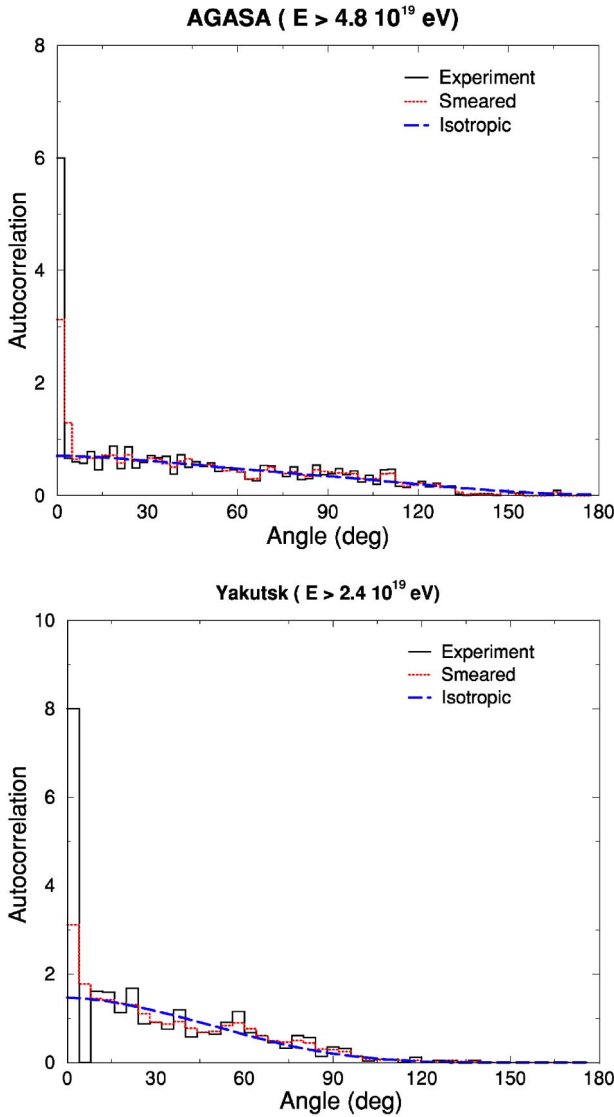 AGASA ( E > 4.8 10¹⁹ eV)
8
Experiment
Smeared
Isotropic
6
Autocorrelation
4
2
0
0 30 60 90 120 150 180
Angle (deg)
Yakutsk ( E > 2.4 10¹⁹ eV)
10
Experiment
Smeared
Isotropic
8
6
Autocorrelation
4
2
0
0 30 60 90 120 150 180
Angle (deg)